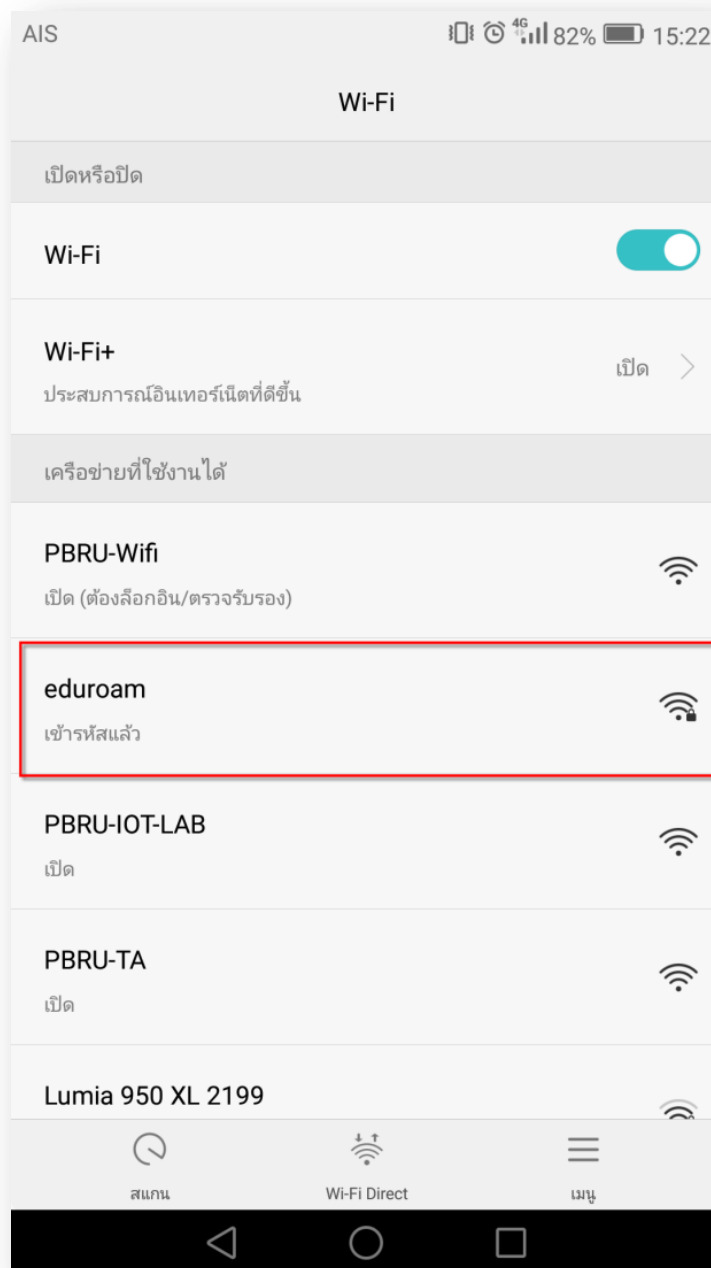 AIS 4G 82% 15:22
Wi-Fi
เปิดหรือปิด
Wi-Fi
Wi-Fi+
เปิด
ประสบการณ์อินเทอร์เน็ตที่ดีขึ้น
เครือข่ายที่ใช้งานได้
PBRU-Wifi
เปิด (ต้องล็อกอิน/ตรวจรับรอง)
eduroam
เข้ารหัสแล้ว
PBRU-IOT-LAB
เปิด
PBRU-TA
เปิด
Lumia 950 XL 2199
สแกน Wi-Fi Direct เมนู